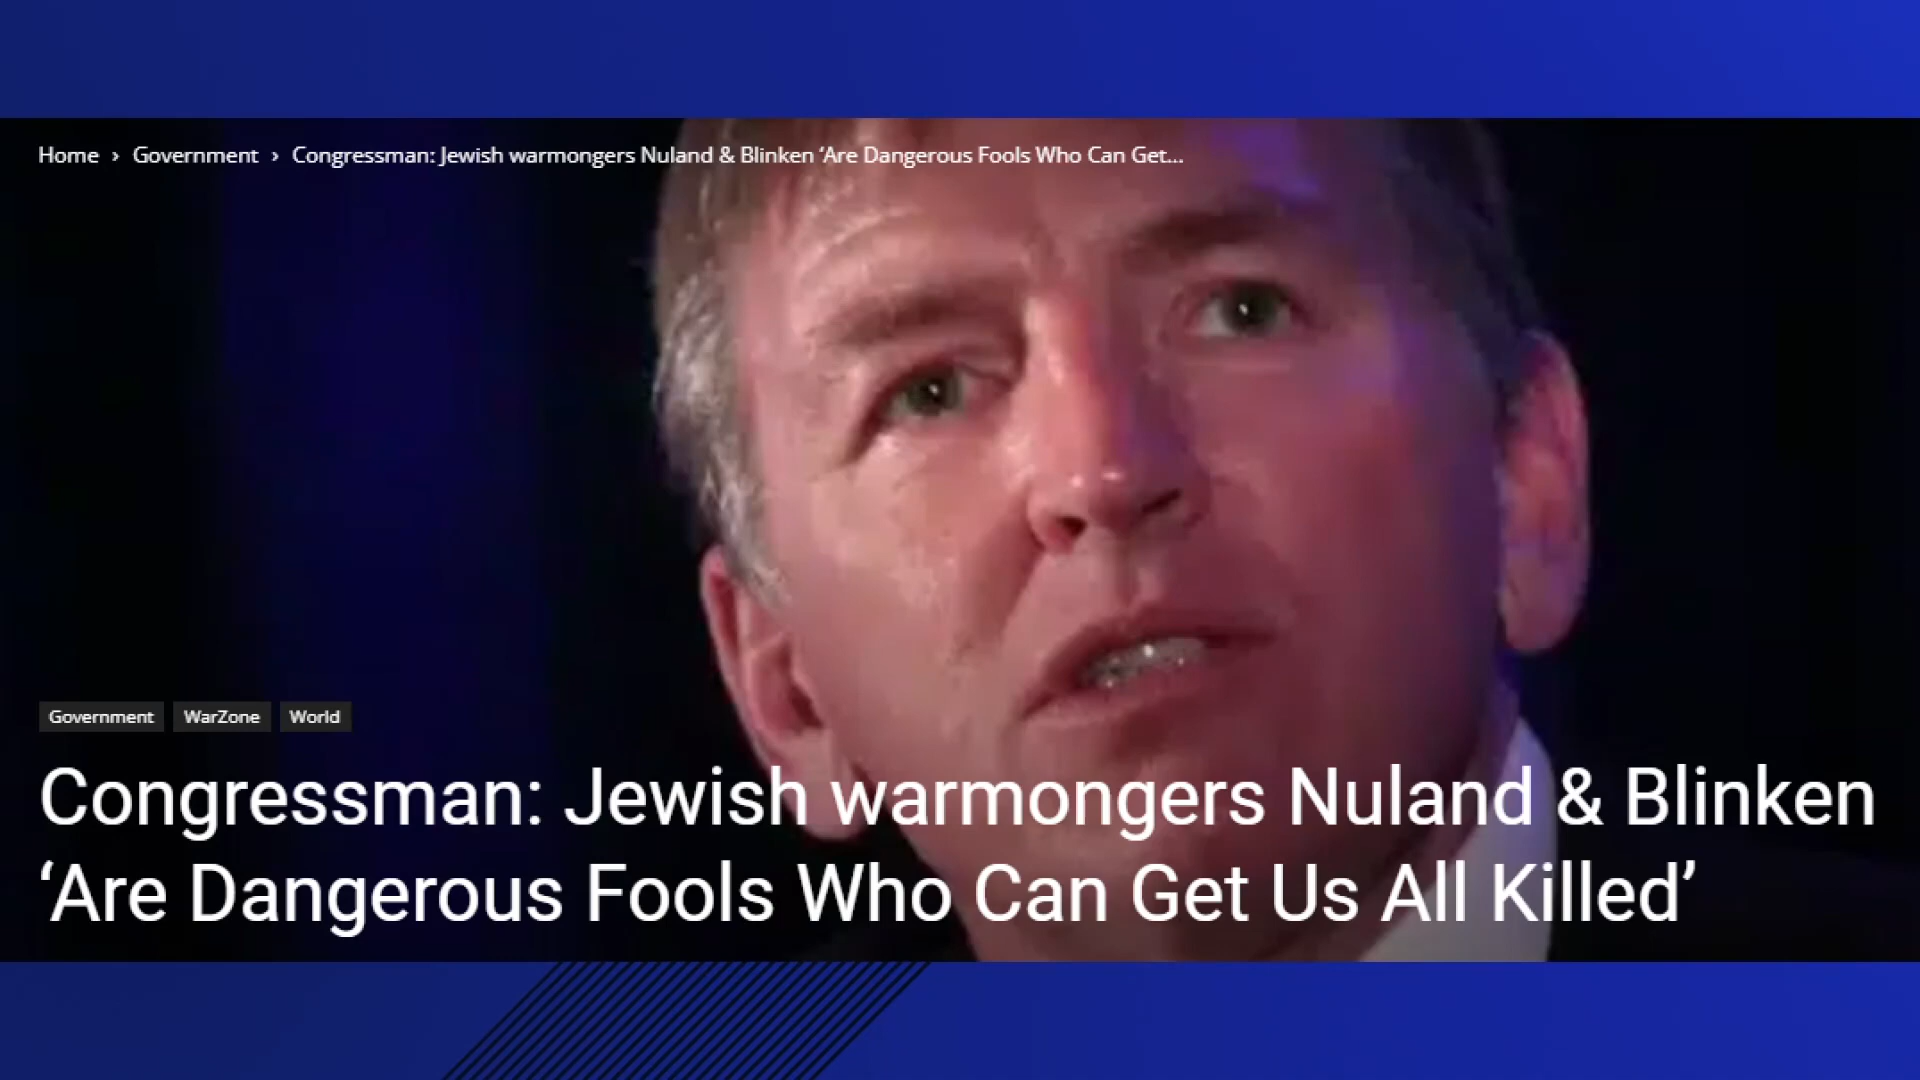 Home › Government › Congressman: Jewish warmongers Nuland & Blinken ‘Are Dangerous Fools Who Can Get...
Government WarZone World
Congressman: Jewish warmongers Nuland & Blinken
‘Are Dangerous Fools Who Can Get Us All Killed’